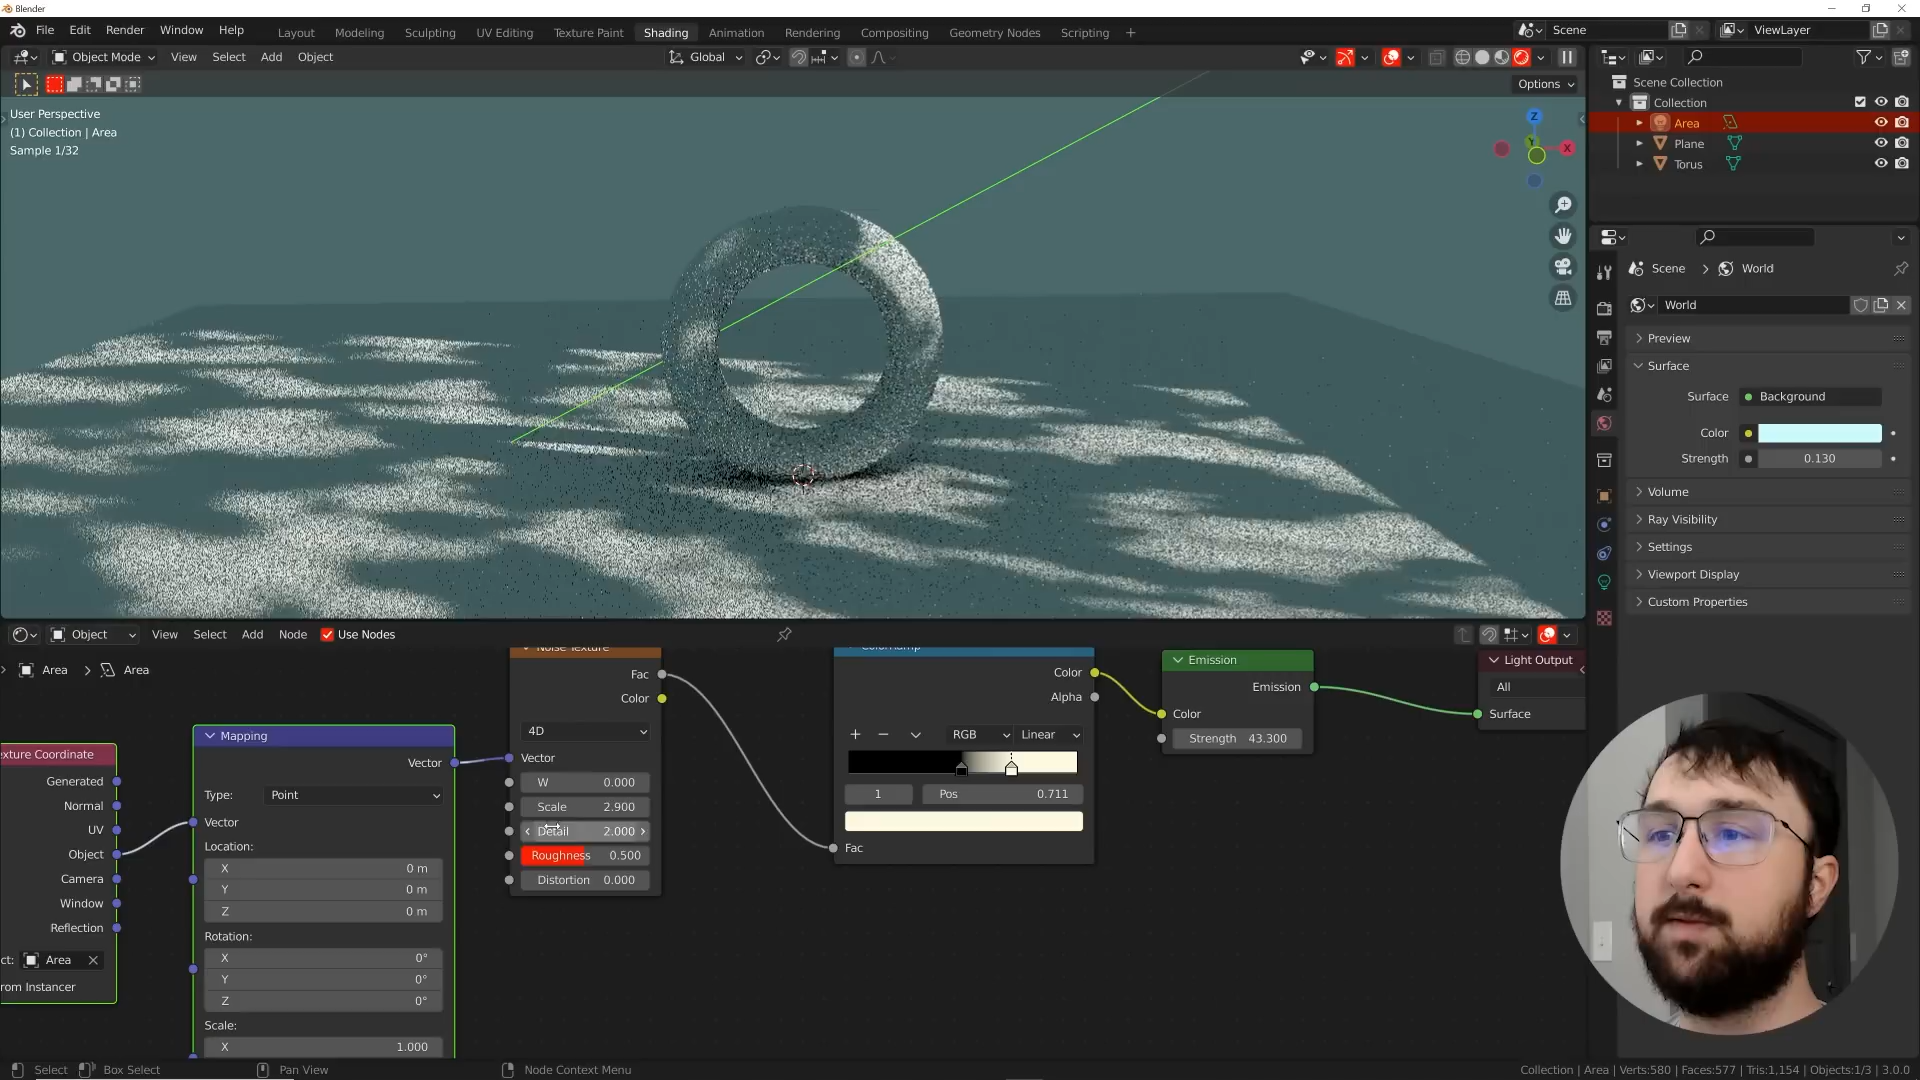 Blender
File Edit Render Window Help
Layout Modeling Sculpting UV Editing Texture Paint Shading Animation Rendering Compositing Geometry Nodes Scripting +
Scene
ViewLayer
Object Mode View Select Add Object
Global
Options
User Perspective
(1) Collection | Area
Sample 1/32
Z
Y
X
Scene Collection
Collection
Area
Plane
Torus
Scene > World
World
Preview
Surface
Surface Background
Color
Strength 0.130
Volume
Ray Visibility
Settings
Viewport Display
Custom Properties
Object View Select Add Node Use Nodes
Area > Area
exture Coordinate
Generated
Normal
UV
Object
Camera
Window
Reflection
ct: Area
rom Instancer
Mapping
Vector
Type: Point
Vector
Location:
X 0 m
Y 0 m
Z 0 m
Rotation:
X 0°
Y 0°
Z 0°
Scale:
X 1.000
Noise Texture
Fac
Color
4D
Vector
W 0.000
Scale 2.900
Detail 2.000
Roughness 0.500
Distortion 0.000
ColorRamp
Color
Alpha
+ − RGB Linear
1 Pos 0.711
Fac
Emission
Emission
Color
Strength 43.300
Light Output
All
Surface
Select Box Select Pan View Node Context Menu
Collection | Area | Verts:580 | Faces:577 | Tris:1,154 | Objects:1/3 | 3.0.0